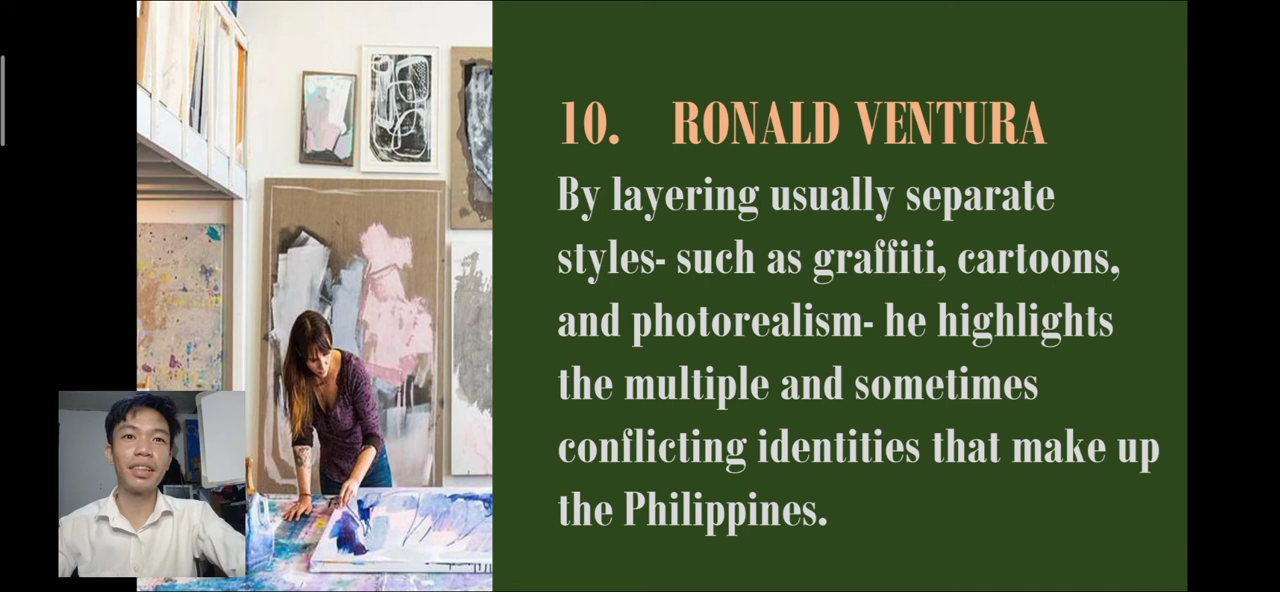 10. RONALD VENTURA
By layering usually separate
styles- such as graffiti, cartoons,
and photorealism- he highlights
the multiple and sometimes
conflicting identities that make up
the Philippines.